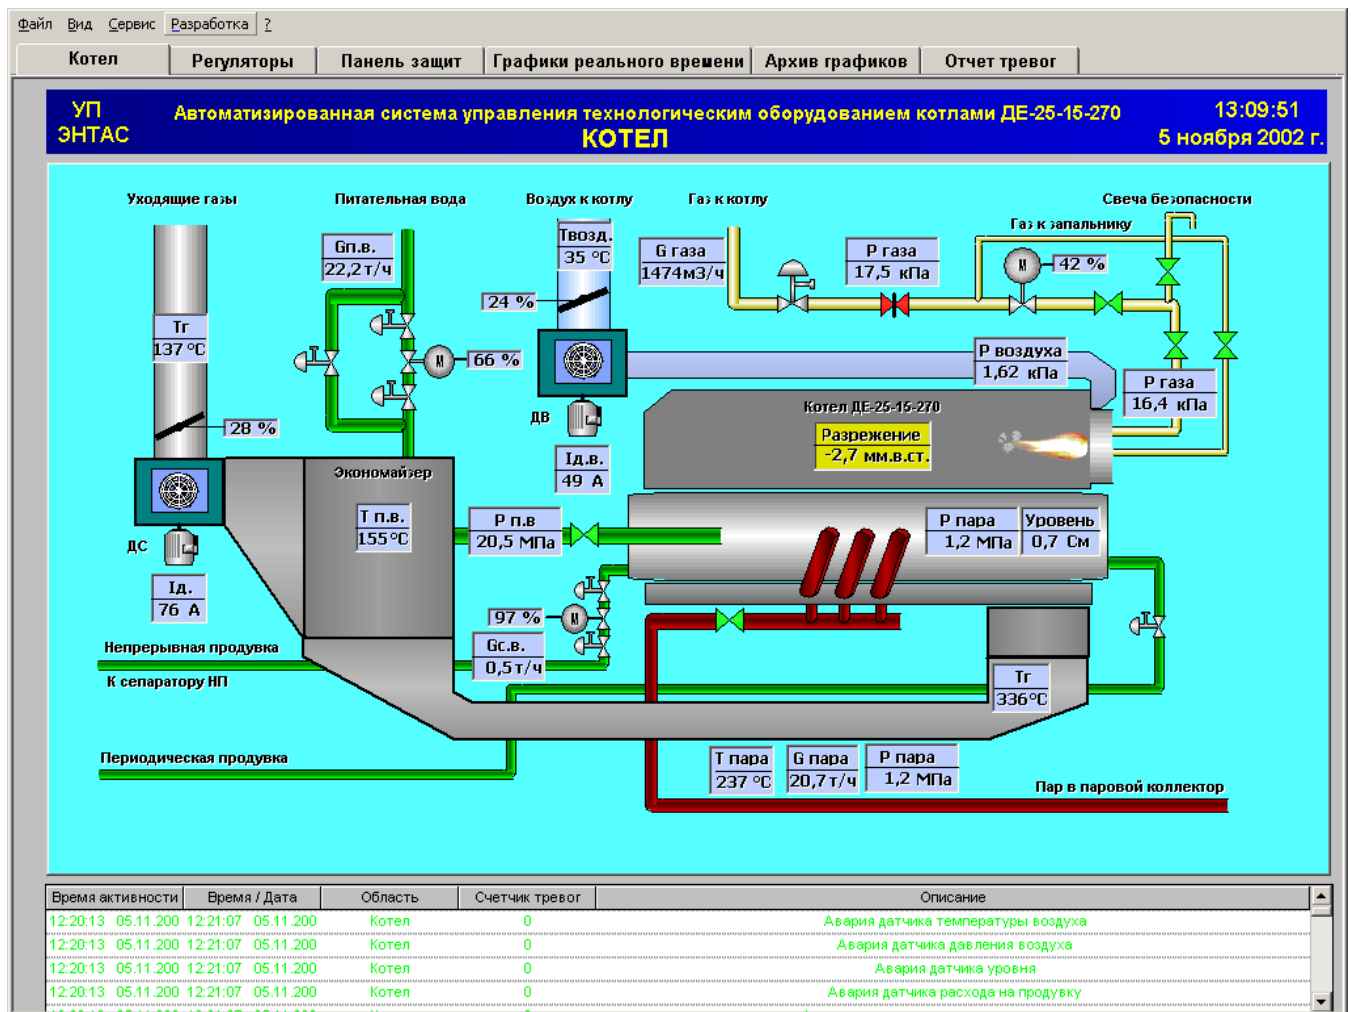 Файл Вид Сервис Разработка ?
Котел Регуляторы Панель защит Графики реального времени Архив графиков Отчет тревог
УП
ЭНТАС
Автоматизированная система управления технологическим оборудованием котлами ДЕ-25-15-270
КОТЕЛ
13:09:51
5 ноября 2002 г.
Уходящие газы
Питательная вода
Воздух к котлу
Газ к котлу
Свеча безопасности
Газ к запальнику
Gп.в.
22,2 т/ч
Tвозд.
35 °C
G газа
1474м3/ч
P газа
17,5 кПа
M
42 %
24 %
Tг
137 °C
M
66 %
P воздуха
1,62 кПа
P газа
16,4 кПа
28 %
ДВ
Котел ДЕ-25-15-270
Разрежение
-2,7 мм.в.ст.
Iд.в.
49 А
Экономайзер
T п.в.
155°C
P п.в
20,5 МПа
P пара
1,2 МПа
Уровень
0,7 См
ДС
Iд.
76 А
97 %
M
Gс.в.
0,5 т/ч
Непрерывная продувка
К сепаратору НП
Tг
336°C
Периодическая продувка
T пара
237 °C
G пара
20,7 т/ч
P пара
1,2 МПа
Пар в паровой коллектор
Время активности Время / Дата Область Счетчик тревог Описание
12:20:13 05.11.200 12:21:07 05.11.200 Котел 0 Авария датчика температуры воздуха
12:20:13 05.11.200 12:21:07 05.11.200 Котел 0 Авария датчика давления воздуха
12:20:13 05.11.200 12:21:07 05.11.200 Котел 0 Авария датчика уровня
12:20:13 05.11.200 12:21:07 05.11.200 Котел 0 Авария датчика расхода на продувку